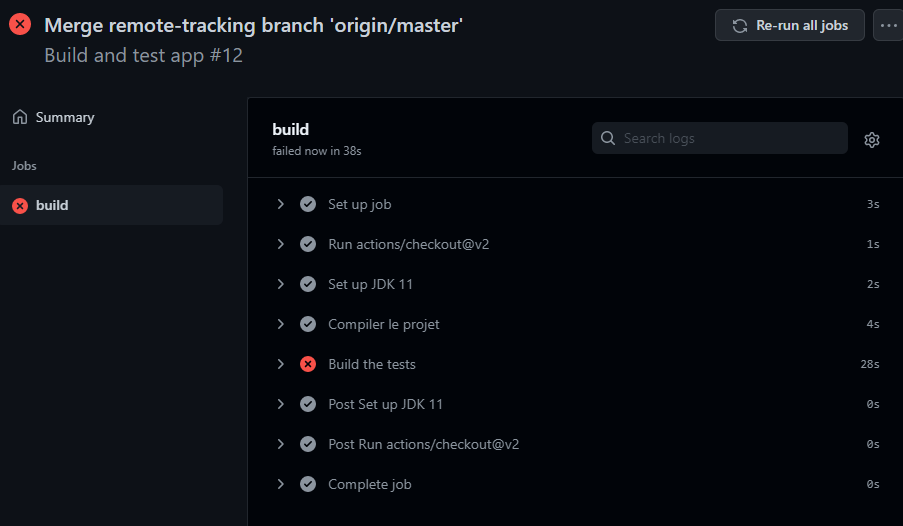 Merge remote-tracking branch 'origin/master'
Build and test app #12
Re-run all jobs
Summary
Jobs
build
build
failed now in 38s
Search logs
Set up job 3s
Run actions/checkout@v2 1s
Set up JDK 11 2s
Compiler le projet 4s
Build the tests 28s
Post Set up JDK 11 0s
Post Run actions/checkout@v2 0s
Complete job 0s